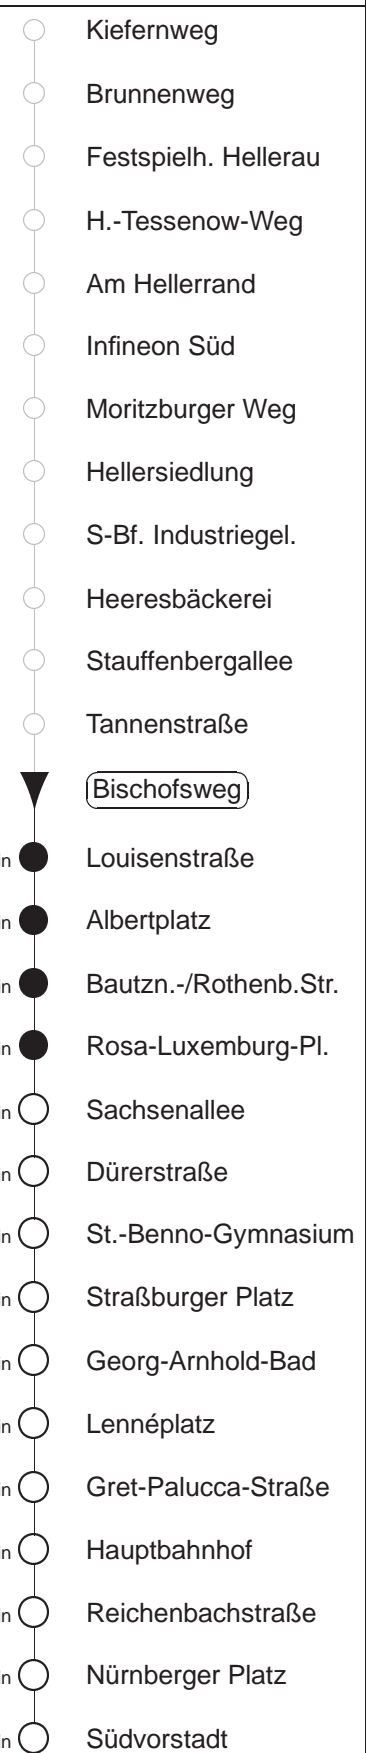 Kiefernweg
Brunnenweg
Festspielh. Hellerau
H.-Tessenow-Weg
Am Hellerrand
Infineon Süd
Moritzburger Weg
Hellersiedlung
S-Bf. Industriegel.
Heeresbäckerei
Stauffenbergallee
Tannenstraße
Bischofsweg
Louisenstraße
Albertplatz
Bautzn.-/Rothenb.Str.
Rosa-Luxemburg-Pl.
Sachsenallee
Dürerstraße
St.-Benno-Gymnasium
Straßburger Platz
Georg-Arnhold-Bad
Lennéplatz
Gret-Palucca-Straße
Hauptbahnhof
Reichenbachstraße
Nürnberger Platz
Südvorstadt